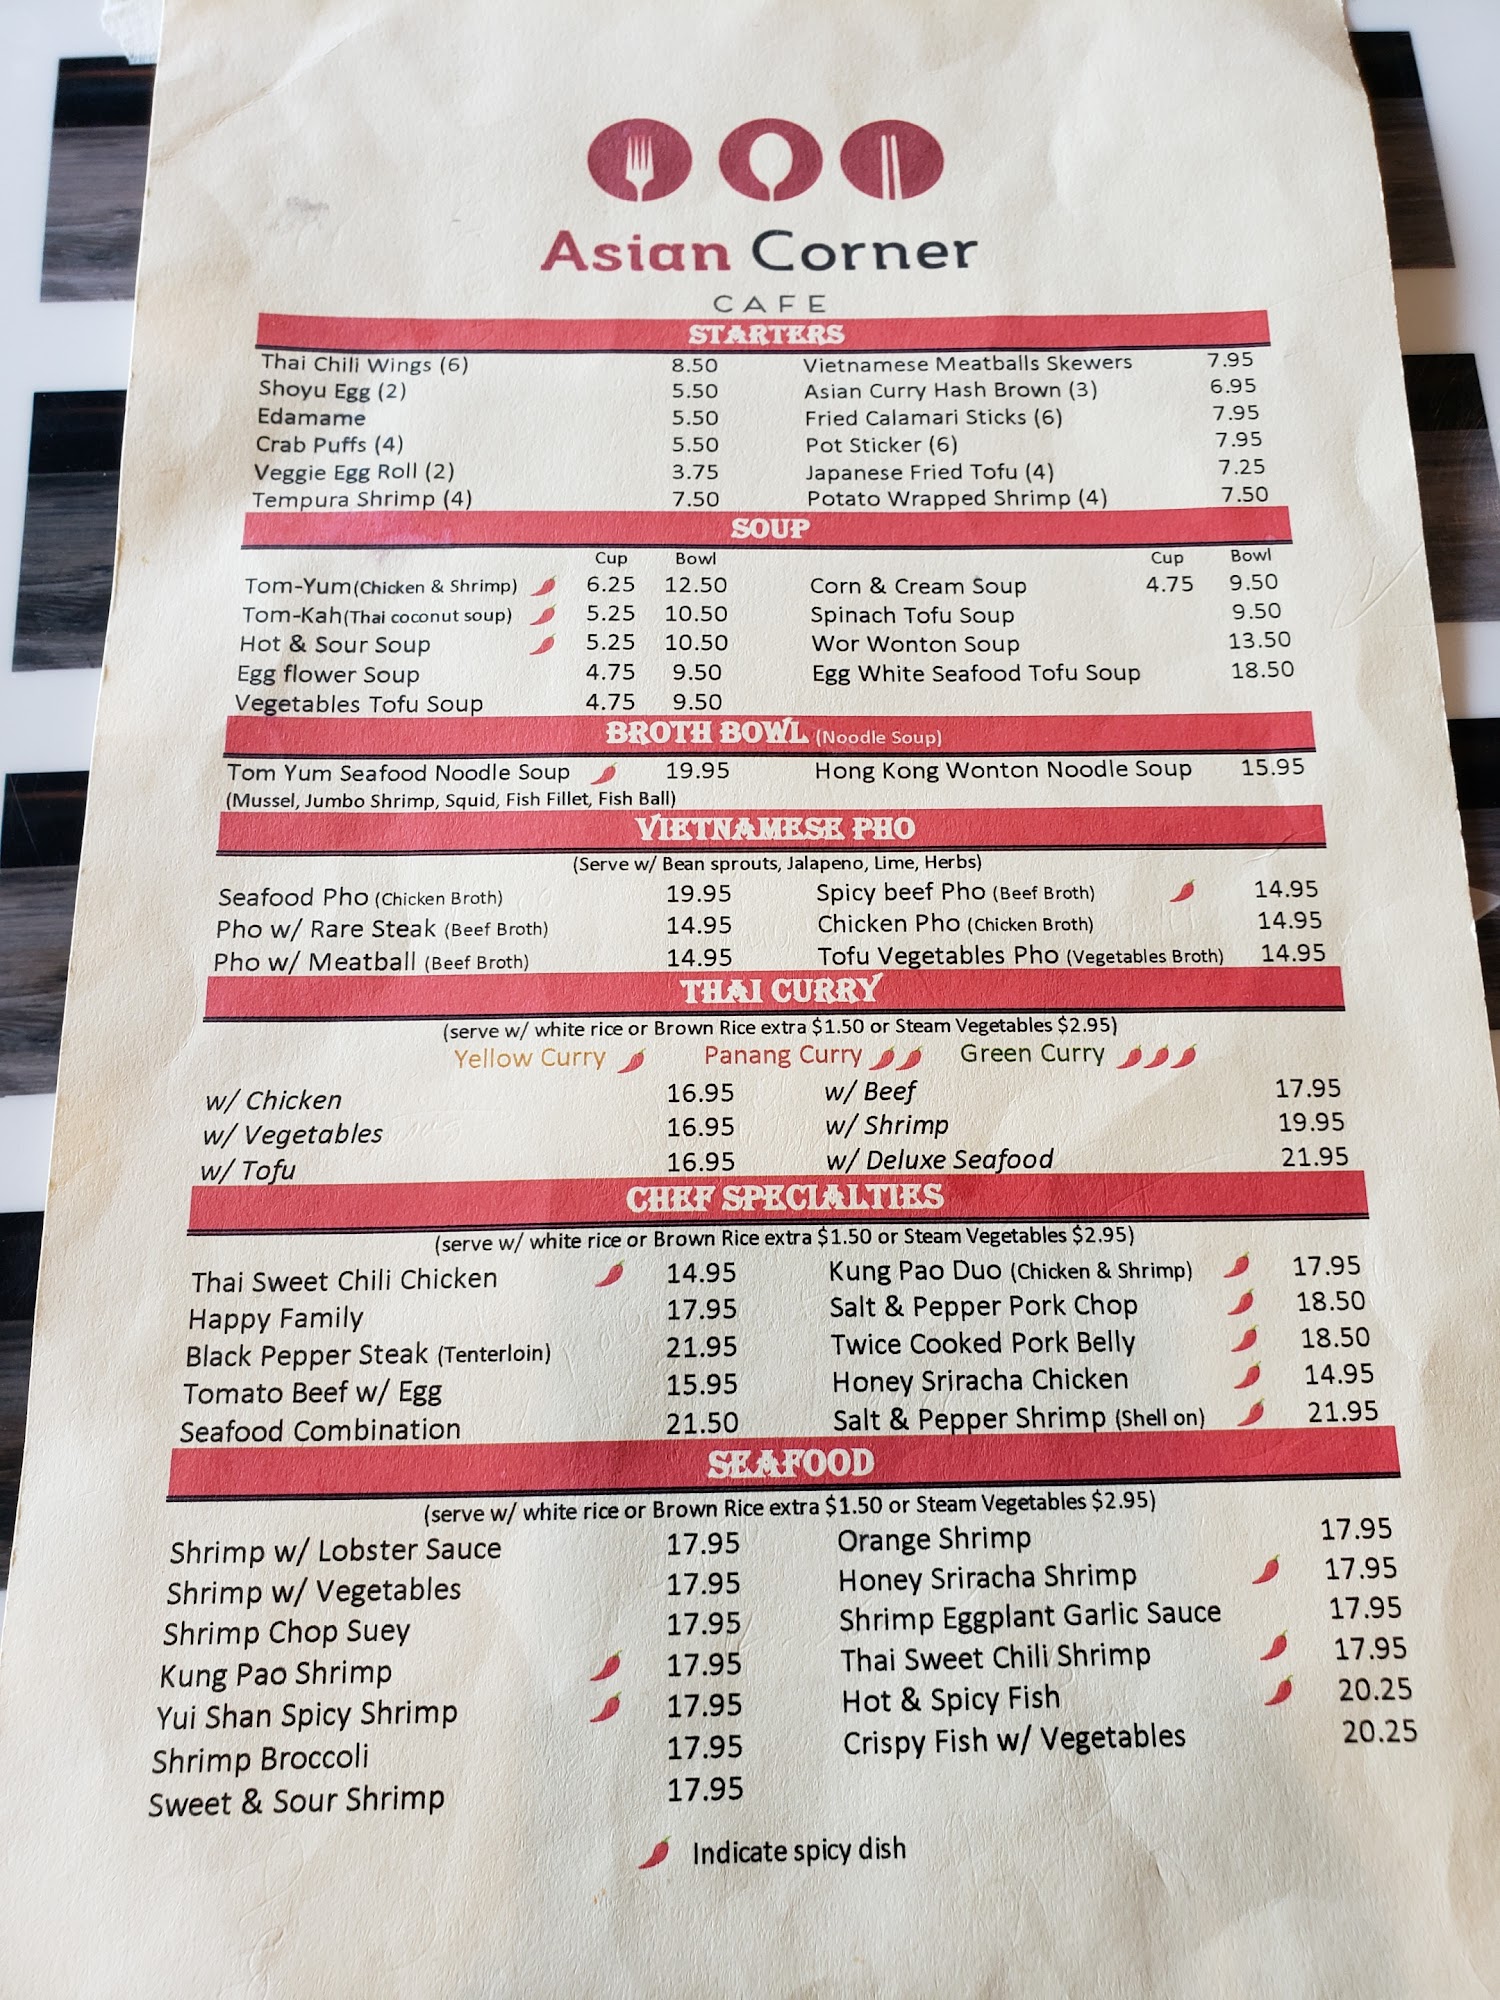 Asian Corner
CAFE
STARTERS
Thai Chili Wings (6) 8.50 Vietnamese Meatballs Skewers 7.95
Shoyu Egg (2) 5.50 Asian Curry Hash Brown (3) 6.95
Edamame 5.50 Fried Calamari Sticks (6) 7.95
Crab Puffs (4) 5.50 Pot Sticker (6) 7.95
Veggie Egg Roll (2) 3.75 Japanese Fried Tofu (4) 7.25
Tempura Shrimp (4) 7.50 Potato Wrapped Shrimp (4) 7.50
SOUP
Cup Bowl Cup Bowl
Tom-Yum(Chicken & Shrimp) 6.25 12.50 Corn & Cream Soup 4.75 9.50
Tom-Kah(Thai coconut soup) 5.25 10.50 Spinach Tofu Soup 9.50
Hot & Sour Soup 5.25 10.50 Wor Wonton Soup 13.50
Egg flower Soup 4.75 9.50 Egg White Seafood Tofu Soup 18.50
Vegetables Tofu Soup 4.75 9.50
BROTH BOWL (Noodle Soup)
Tom Yum Seafood Noodle Soup 19.95 Hong Kong Wonton Noodle Soup 15.95
(Mussel, Jumbo Shrimp, Squid, Fish Fillet, Fish Ball)
VIETNAMESE PHO
(Serve w/ Bean sprouts, Jalapeno, Lime, Herbs)
Seafood Pho (Chicken Broth) 19.95 Spicy beef Pho (Beef Broth) 14.95
Pho w/ Rare Steak (Beef Broth) 14.95 Chicken Pho (Chicken Broth) 14.95
Pho w/ Meatball (Beef Broth) 14.95 Tofu Vegetables Pho (Vegetables Broth) 14.95
THAI CURRY
(serve w/ white rice or Brown Rice extra $1.50 or Steam Vegetables $2.95)
Yellow Curry Panang Curry Green Curry
w/ Chicken 16.95 w/ Beef 17.95
w/ Vegetables 16.95 w/ Shrimp 19.95
w/ Tofu 16.95 w/ Deluxe Seafood 21.95
CHEF SPECIALTIES
(serve w/ white rice or Brown Rice extra $1.50 or Steam Vegetables $2.95)
Thai Sweet Chili Chicken 14.95 Kung Pao Duo (Chicken & Shrimp) 17.95
Happy Family 17.95 Salt & Pepper Pork Chop 18.50
Black Pepper Steak (Tenterloin) 21.95 Twice Cooked Pork Belly 18.50
Tomato Beef w/ Egg 15.95 Honey Sriracha Chicken 14.95
Seafood Combination 21.50 Salt & Pepper Shrimp (Shell on) 21.95
SEAFOOD
(serve w/ white rice or Brown Rice extra $1.50 or Steam Vegetables $2.95)
Shrimp w/ Lobster Sauce 17.95 Orange Shrimp 17.95
Shrimp w/ Vegetables 17.95 Honey Sriracha Shrimp 17.95
Shrimp Chop Suey 17.95 Shrimp Eggplant Garlic Sauce 17.95
Kung Pao Shrimp 17.95 Thai Sweet Chili Shrimp 17.95
Yui Shan Spicy Shrimp 17.95 Hot & Spicy Fish 20.25
Shrimp Broccoli 17.95 Crispy Fish w/ Vegetables 20.25
Sweet & Sour Shrimp 17.95
Indicate spicy dish